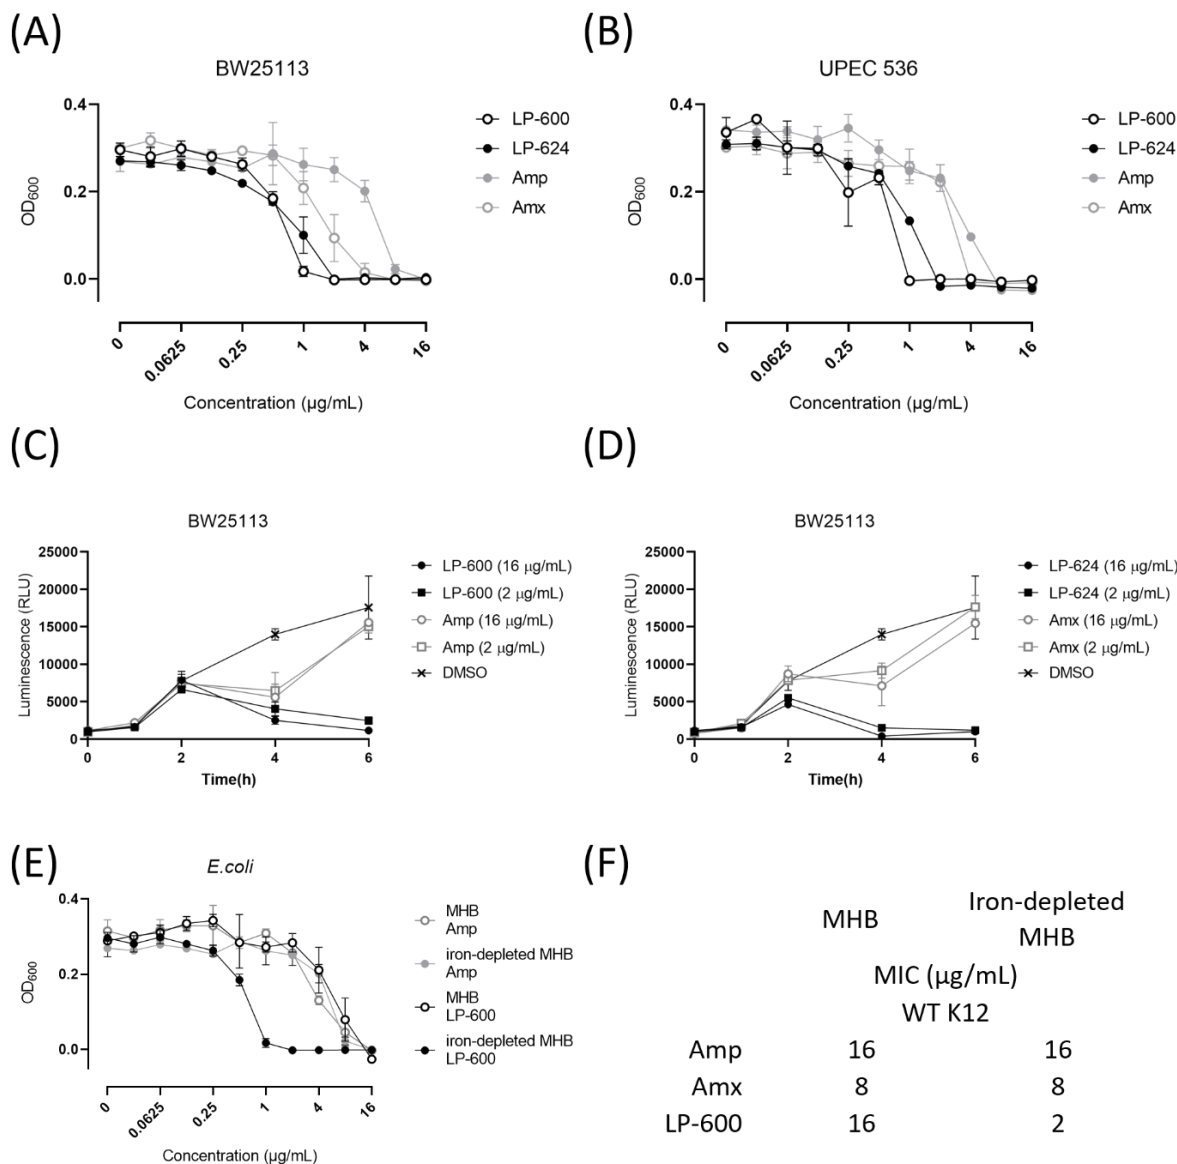 (A)
BW25113
0.4
0.2
0.0
OD600
0
0.0625
0.25
1
4
16
Concentration (µg/mL)
LP-600
LP-624
Amp
Amx
(B)
UPEC 536
0.4
0.2
0.0
OD600
0
0.0625
0.25
1
4
16
Concentration (µg/mL)
LP-600
LP-624
Amp
Amx
(C)
BW25113
25000
20000
15000
10000
5000
0
Luminescence (RLU)
0
2
4
6
Time(h)
LP-600 (16 µg/mL)
LP-600 (2 µg/mL)
Amp (16 µg/mL)
Amp (2 µg/mL)
DMSO
(D)
BW25113
25000
20000
15000
10000
5000
0
Luminescence (RLU)
0
2
4
6
Time(h)
LP-624 (16 µg/mL)
LP-624 (2 µg/mL)
Amx (16 µg/mL)
Amx (2 µg/mL)
DMSO
(E)
E.coli
0.4
0.2
0.0
OD600
0
0.0625
0.25
1
4
16
Concentration (µg/mL)
MHB
Amp
iron-depleted MHB
Amp
MHB
LP-600
iron-depleted MHB
LP-600
(F)
MHB
Iron-depleted
MHB
MIC (µg/mL)
WT K12
Amp 16 16
Amx 8 8
LP-600 16 2